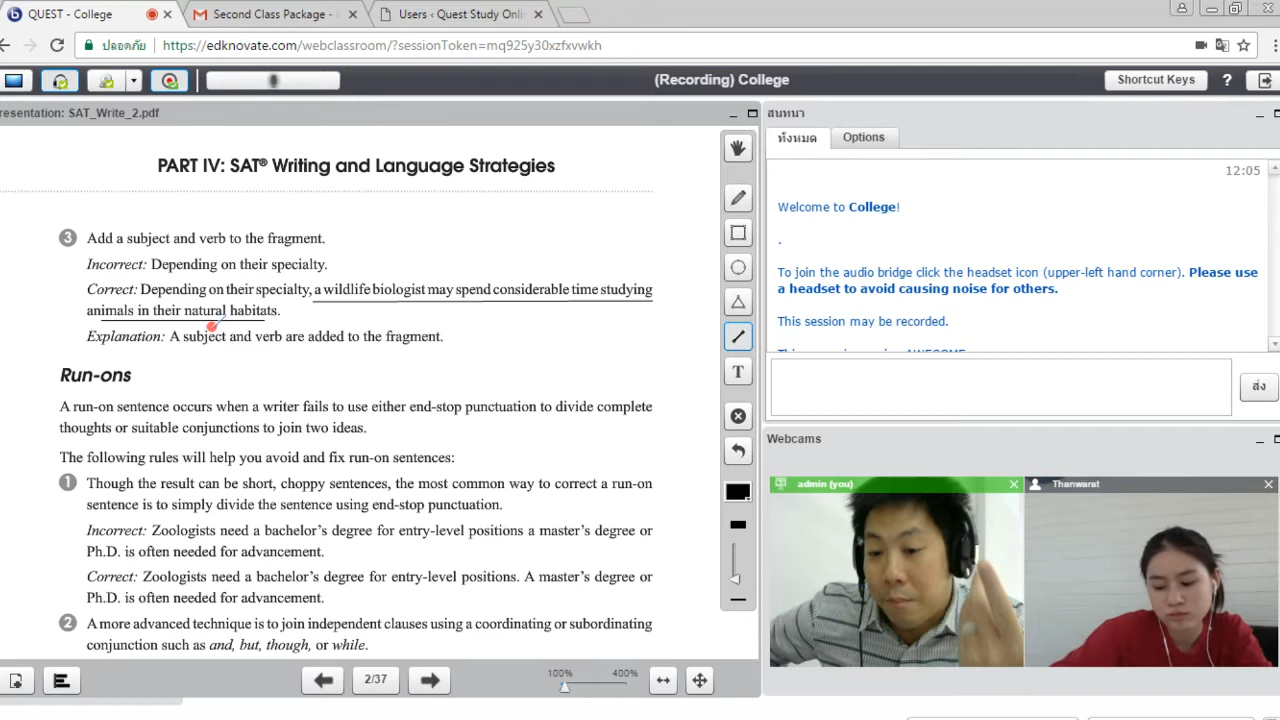 QUEST - College
Second Class Package -
Users ‹ Quest Study Onli
ปลอดภัย
https://edknovate.com/webclassroom/?sessionToken=mq925y30xzfxvwkh
(Recording) College
Shortcut Keys
?
resentation: SAT_Write_2.pdf
PART IV: SAT® Writing and Language Strategies
3 Add a subject and verb to the fragment.
Incorrect: Depending on their specialty.
Correct: Depending on their specialty, a wildlife biologist may spend considerable time studying
animals in their natural habitats.
Explanation: A subject and verb are added to the fragment.
Run-ons
A run-on sentence occurs when a writer fails to use either end-stop punctuation to divide complete
thoughts or suitable conjunctions to join two ideas.
The following rules will help you avoid and fix run-on sentences:
1 Though the result can be short, choppy sentences, the most common way to correct a run-on
sentence is to simply divide the sentence using end-stop punctuation.
Incorrect: Zoologists need a bachelor's degree for entry-level positions a master's degree or
Ph.D. is often needed for advancement.
Correct: Zoologists need a bachelor's degree for entry-level positions. A master's degree or
Ph.D. is often needed for advancement.
2 A more advanced technique is to join independent clauses using a coordinating or subordinating
conjunction such as and, but, though, or while.
T
2/37
100%
400%
สนทนา
ทั้งหมด
Options
12:05
Welcome to College!
.
To join the audio bridge click the headset icon (upper-left hand corner). Please use
a headset to avoid causing noise for others.
This session may be recorded.
ส่ง
Webcams
admin (you)
Thanwarat